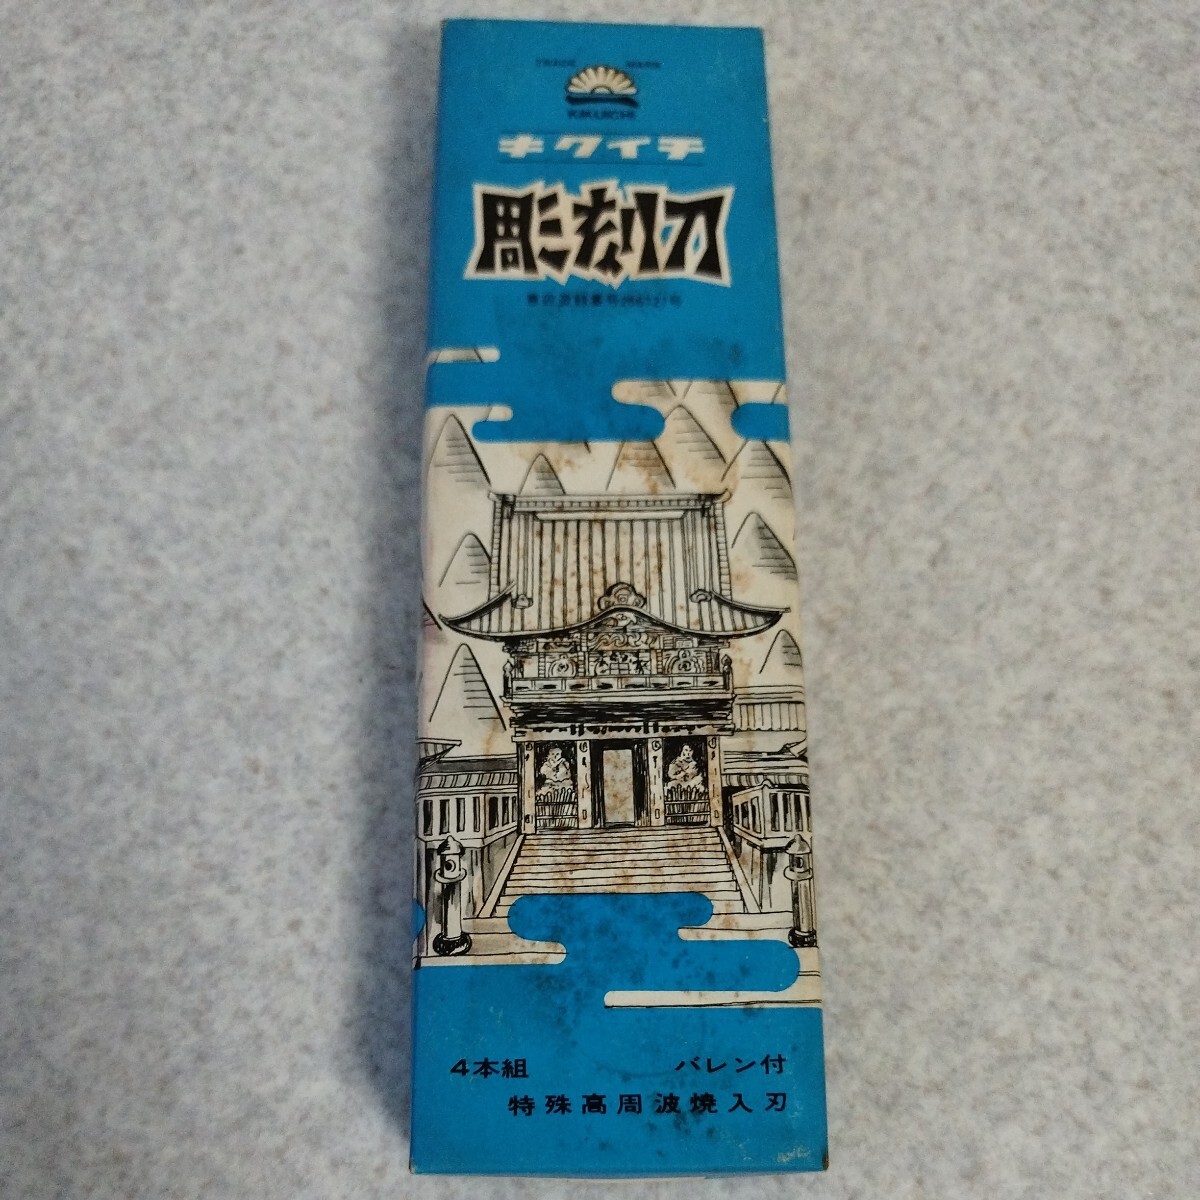 TRADE MARK
KIKUICHI
キクイチ
彫刻刀
4本組 バレン付
特殊高周波焼入刃